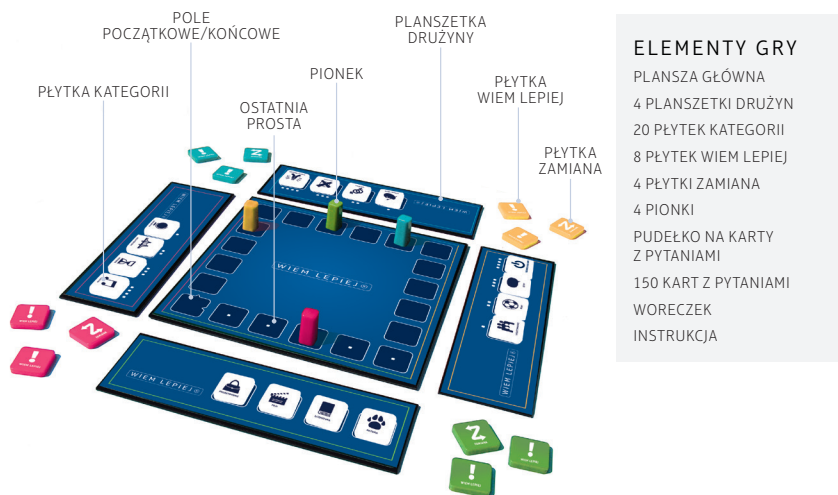 POLE
POCZĄTKOWE/KOŃCOWE
PLANSZETKA
DRUŻYNY
PIONEK
PŁYTKA
WIEM LEPIEJ
PŁYTKA KATEGORII
OSTATNIA
PROSTA
PŁYTKA
ZAMIANA
WIEM LEPIEJ
WIEM LEPIEJ
WIEM LEPIEJ
WIEM LEPIEJ
ELEMENTY GRY
PLANSZA GŁÓWNA
4 PLANSZETKI DRUŻYN
20 PŁYTEK KATEGORII
8 PŁYTEK WIEM LEPIEJ
4 PŁYTKI ZAMIANA
4 PIONKI
PUDEŁKO NA KARTY
Z PYTANIAMI
150 KART Z PYTANIAMI
WORECZEK
INSTRUKCJA